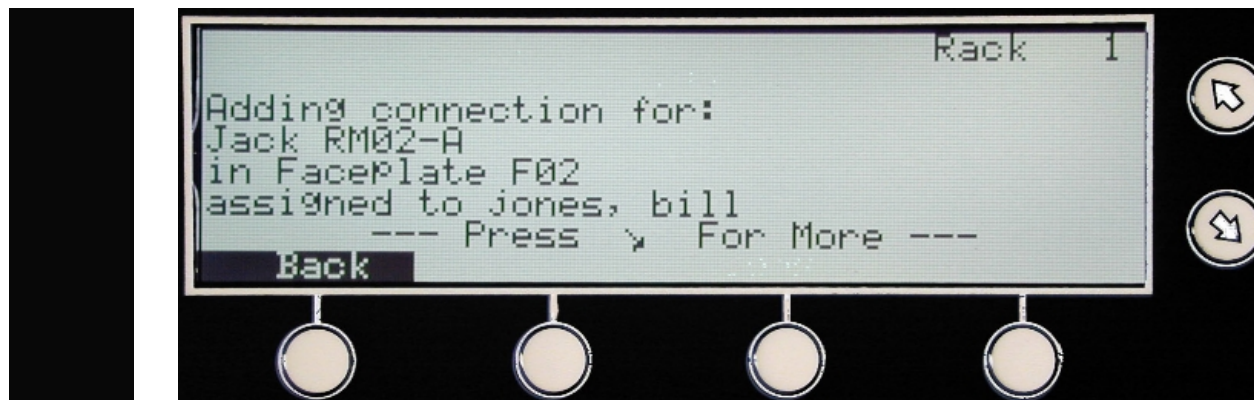 Rack 1
Adding connection for:
Jack RM02-A
in Faceplate F02
assigned to jones, bill
--- Press ↘ For More ---
Back